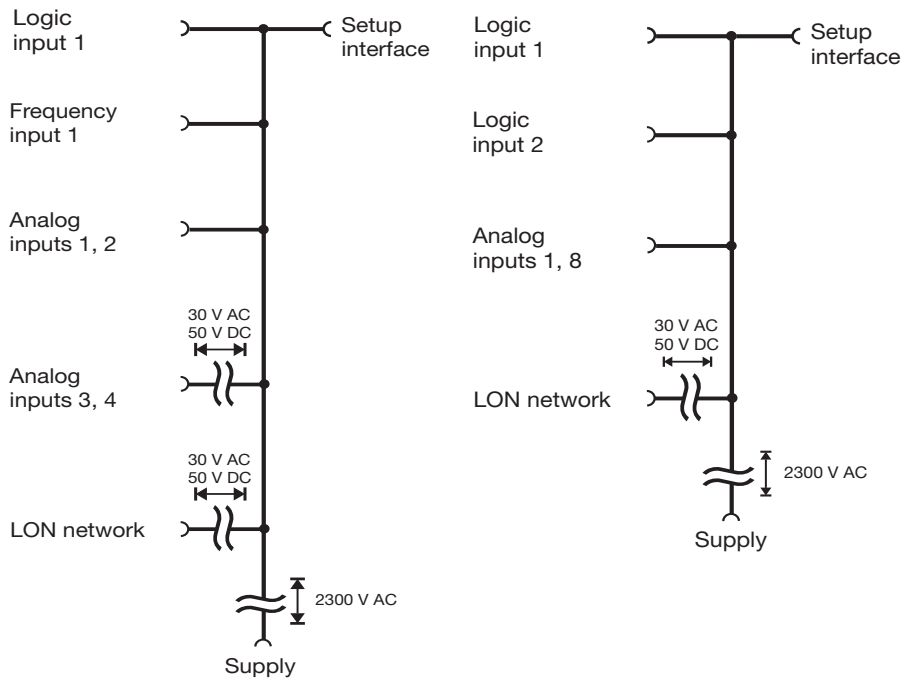 Logic
input 1
Setup
interface
Frequency
input 1
Analog
inputs 1, 2
30 V AC
50 V DC
Analog
inputs 3, 4
30 V AC
50 V DC
LON network
2300 V AC
Supply
Logic
input 1
Setup
interface
Logic
input 2
Analog
inputs 1, 8
30 V AC
50 V DC
LON network
2300 V AC
Supply